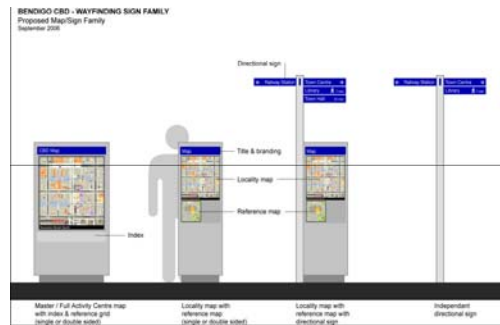 BENDIGO CBD - WAYFINDING SIGN FAMILY
Proposed Map/Sign Family
September 2006
Directional sign
Railway Station
Town Centre
Library
Town Hall
Railway Station
Town Centre
Library
CBD Map
Map
Title & branding
Map
Locality map
Reference map
Index
Master / Full Activity Centre map
with index & reference grid
(single or double sided)
Locality map with
reference map
(single or double sided)
Locality map with
reference map with
directional sign
Independant
directional sign